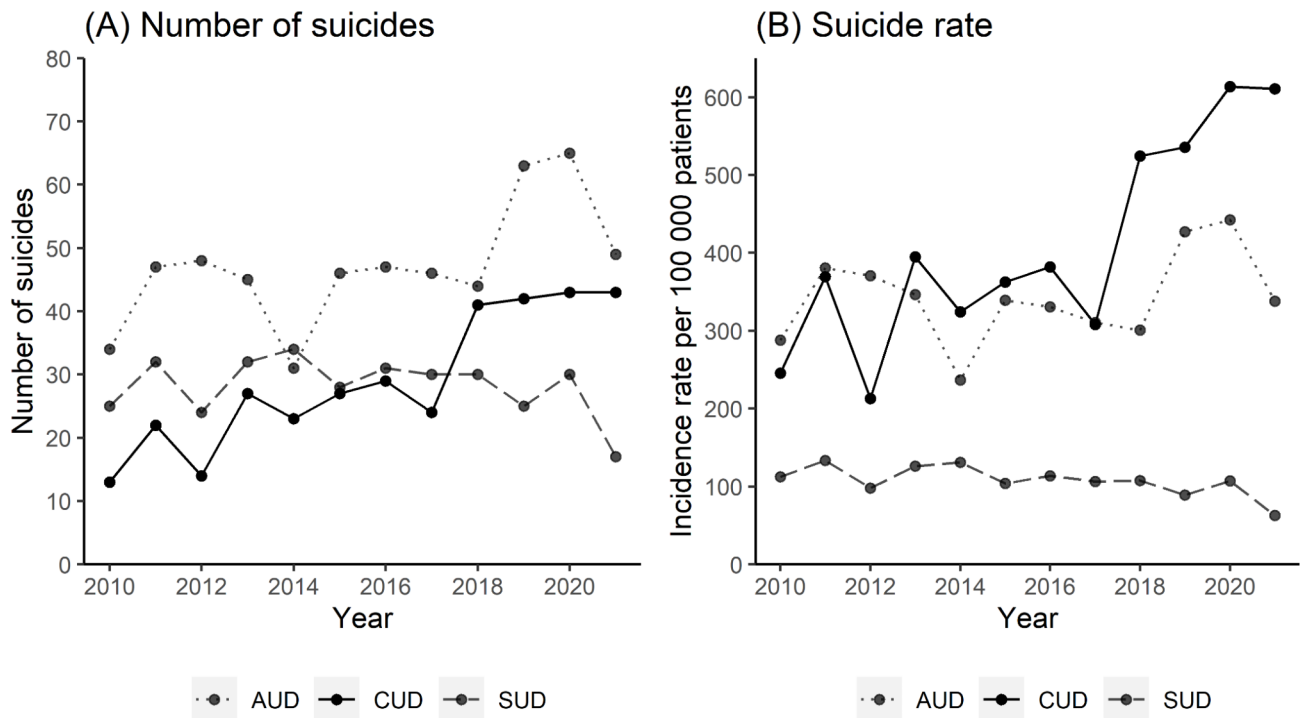 (A) Number of suicides
Number of suicides
80
70
60
50
40
30
20
10
0
2010 2012 2014 2016 2018 2020
Year
AUD CUD SUD
(B) Suicide rate
Incidence rate per 100 000 patients
600
500
400
300
200
100
0
2010 2012 2014 2016 2018 2020
Year
AUD CUD SUD